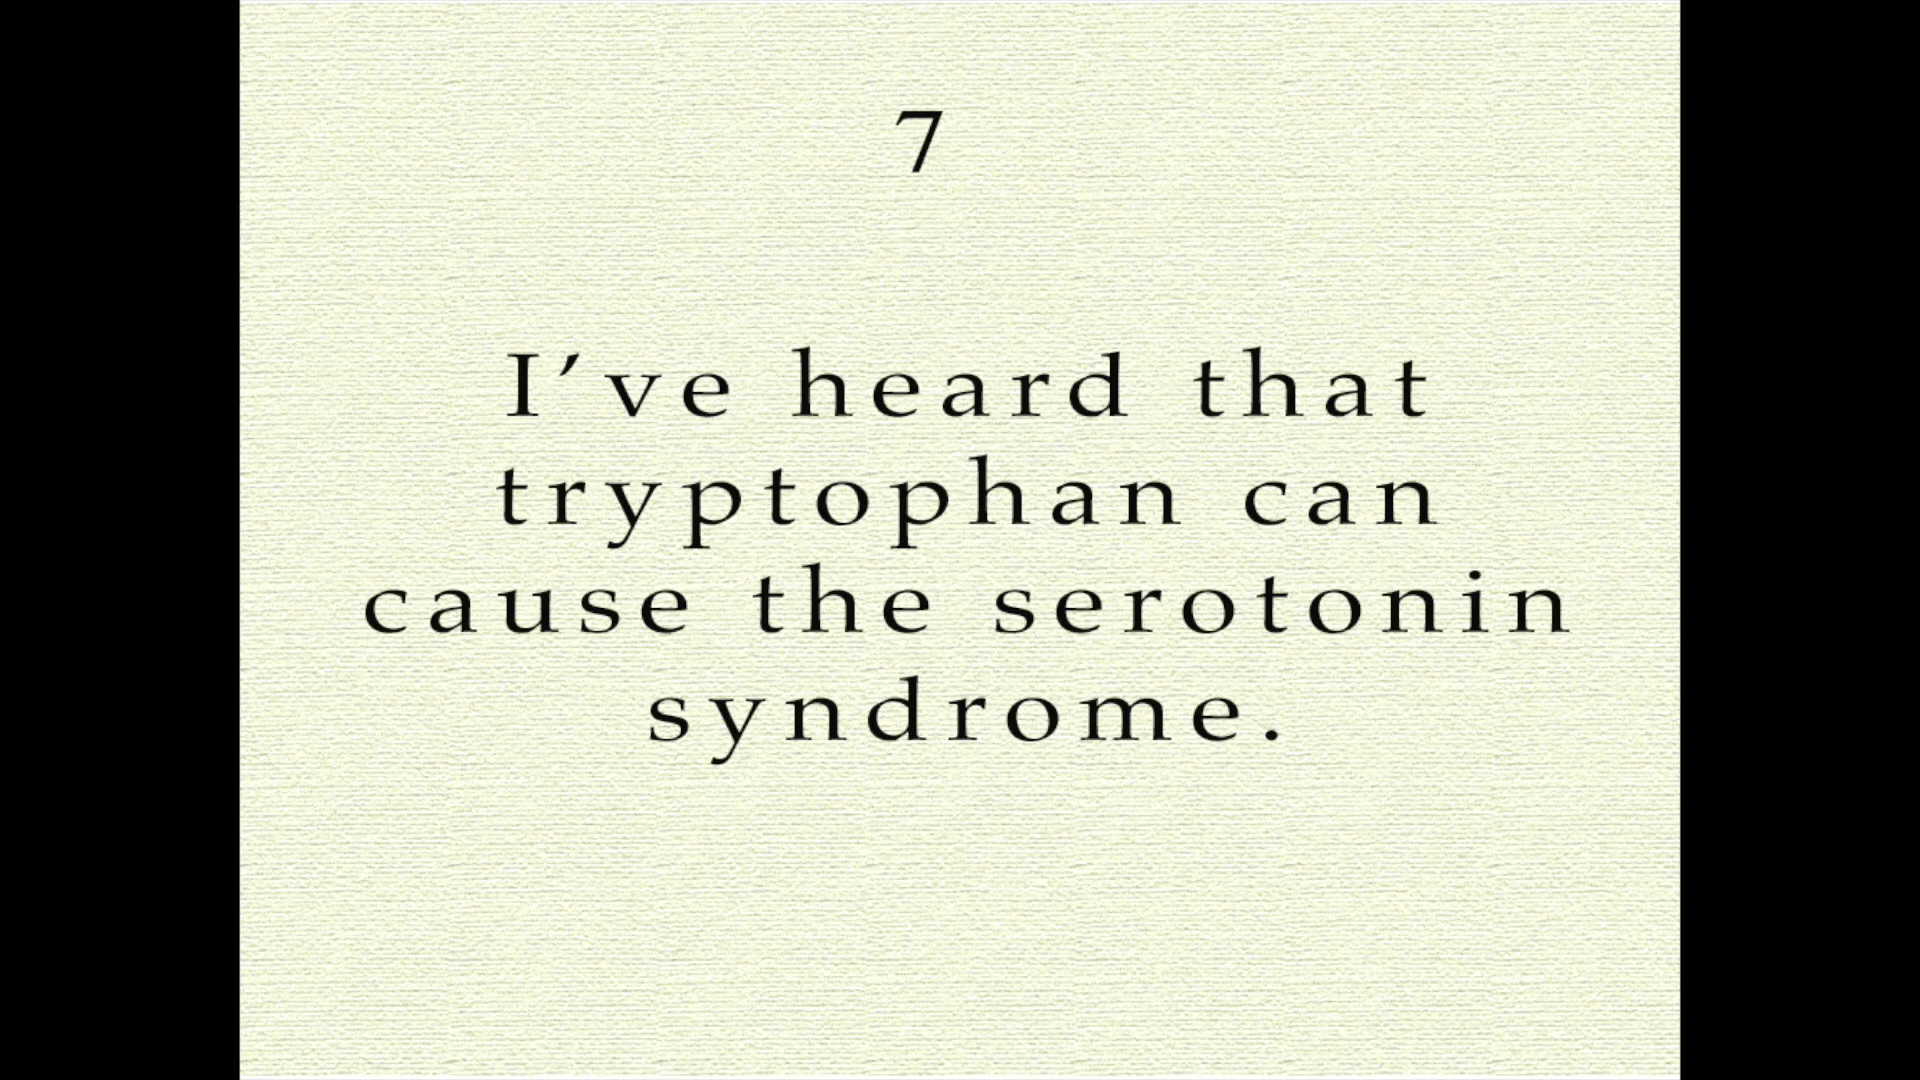 7
I’ve heard that
tryptophan can
cause the serotonin
syndrome.